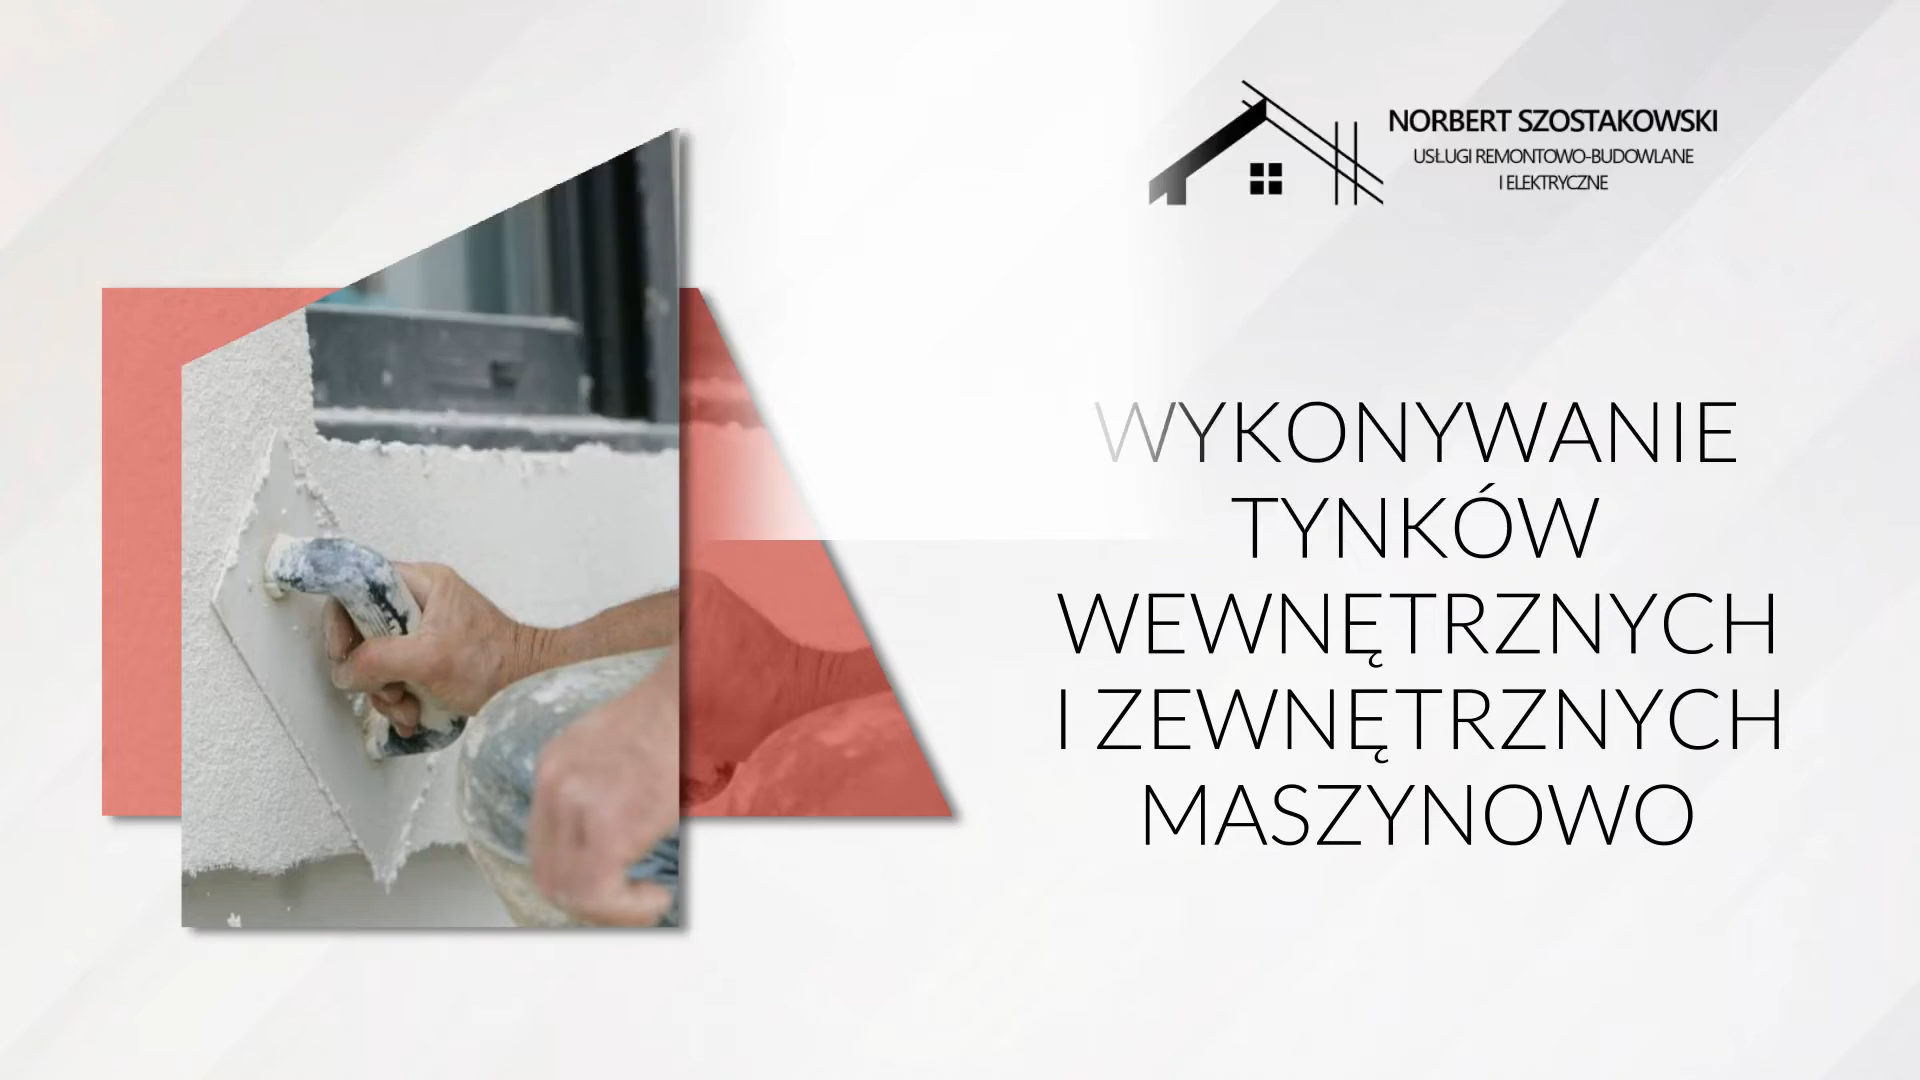 NORBERT SZOSTAKOWSKI
USŁUGI REMONTOWO-BUDOWLANE
I ELEKTRYCZNE
WYKONYWANIE
TYNKÓW
WEWNĘTRZNYCH
I ZEWNĘTRZNYCH
MASZYNOWO